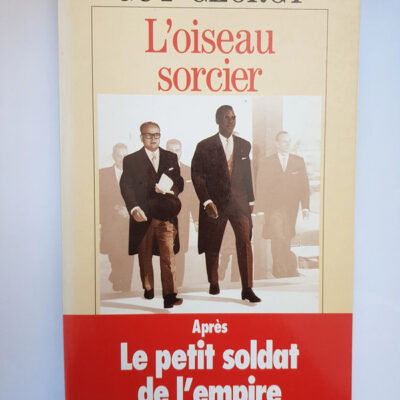 L'oiseau
sorcier
Après
Le petit soldat
de l'empire